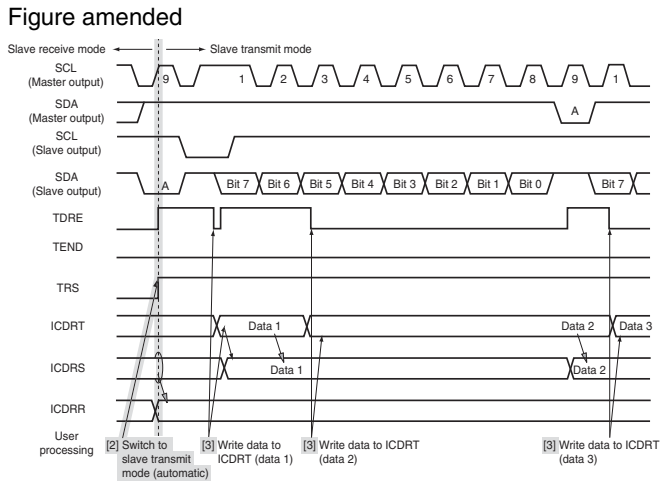 Figure amended
Slave receive mode
Slave transmit mode
SCL
(Master output)
9 1 2 3 4 5 6 7 8 9 1
SDA
(Master output)
A
SCL
(Slave output)
SDA
(Slave output)
A Bit 7 Bit 6 Bit 5 Bit 4 Bit 3 Bit 2 Bit 1 Bit 0 Bit 7
TDRE
TEND
TRS
ICDRT
Data 1 Data 2 Data 3
ICDRS
Data 1 Data 2
ICDRR
User
processing
[2] Switch to
slave transmit
mode (automatic)
[3] Write data to
ICDRT (data 1)
[3] Write data to ICDRT
(data 2)
[3] Write data to ICDRT
(data 3)